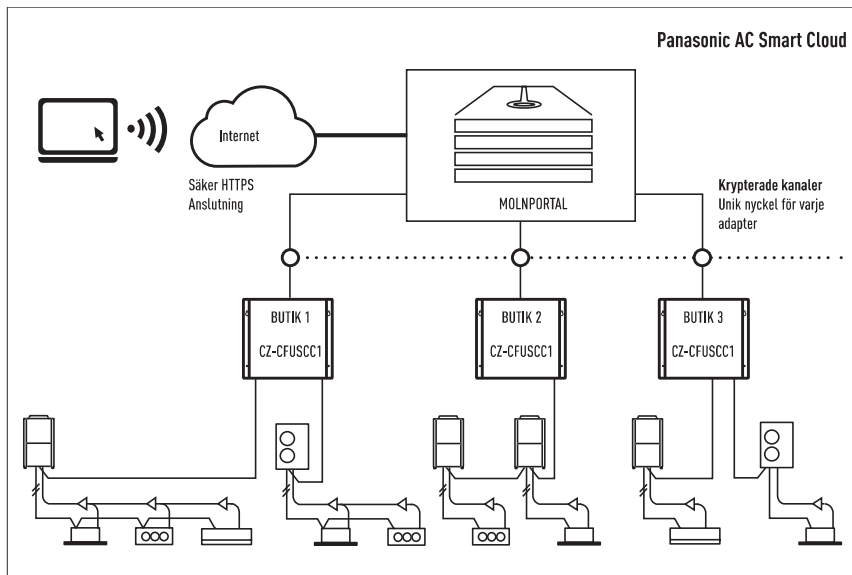 Panasonic AC Smart Cloud
Internet
Säker HTTPS
Anslutning
MOLNPORTAL
Krypterade kanaler
Unik nyckel för varje
adapter
BUTIK 1
CZ-CFUSCC1
BUTIK 2
CZ-CFUSCC1
BUTIK 3
CZ-CFUSCC1